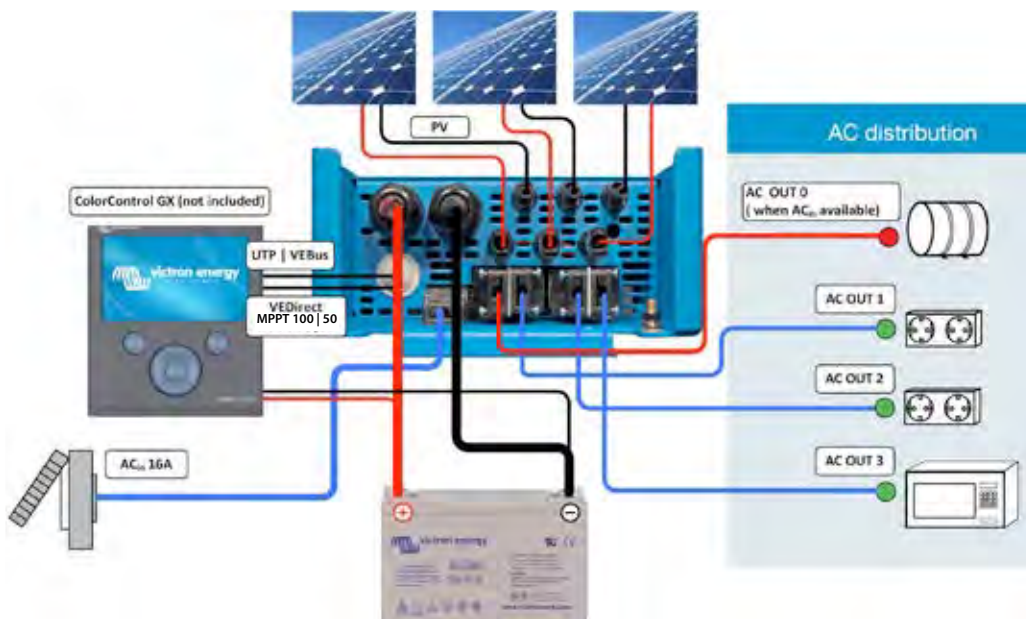 PV
AC distribution
ColorControl GX (not included)
AC OUT 0
( when ACin available)
victron energy
UTP | VEBus
VEDirect
MPPT 100 | 50
AC OUT 1
AC OUT 2
ACin 16A
AC OUT 3
+
−
victron energy